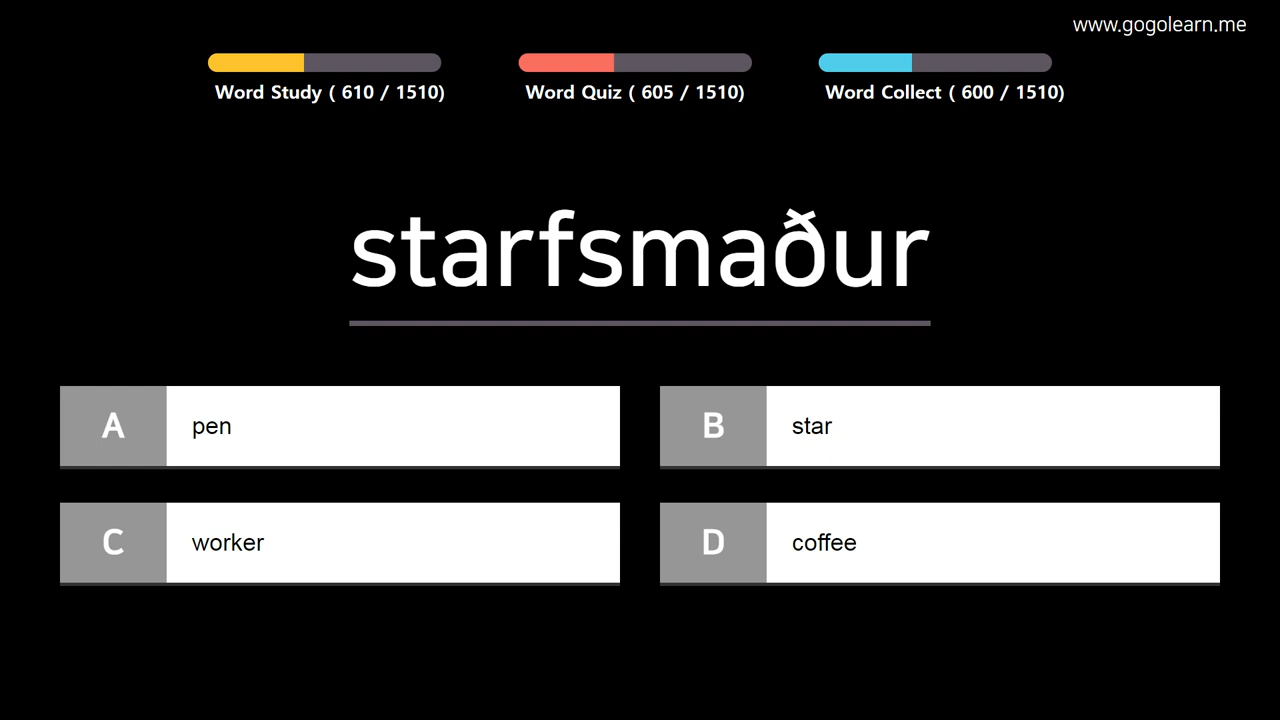 www.gogolearn.me
Word Study ( 610 / 1510)
Word Quiz ( 605 / 1510)
Word Collect ( 600 / 1510)
starfsmaður
A pen
B star
C worker
D coffee